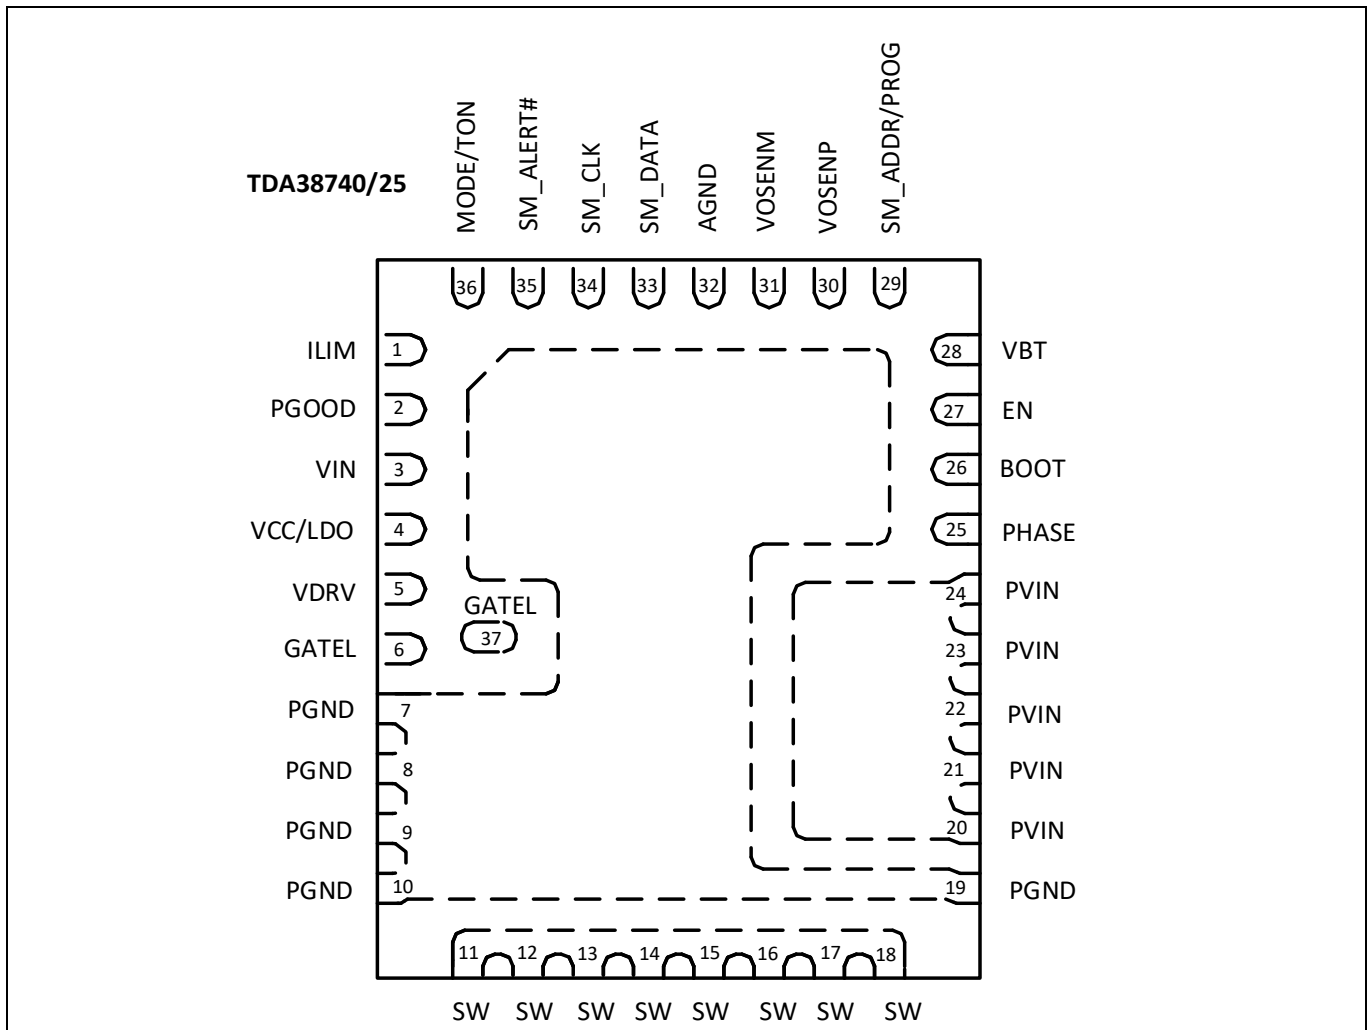 TDA38740/25
MODE/TON
SM_ALERT#
SM_CLK
SM_DATA
AGND
VOSENM
VOSENP
SM_ADDR/PROG
36 35 34 33 32 31 30 29
ILIM 1 28 VBT
PGOOD 2 27 EN
VIN 3 26 BOOT
VCC/LDO 4 25 PHASE
VDRV 5 24 PVIN
GATEL
37
GATEL 6 23 PVIN
PGND 7 22 PVIN
PGND 8 21 PVIN
PGND 9 20 PVIN
PGND 10 19 PGND
11 12 13 14 15 16 17 18
SW SW SW SW SW SW SW SW